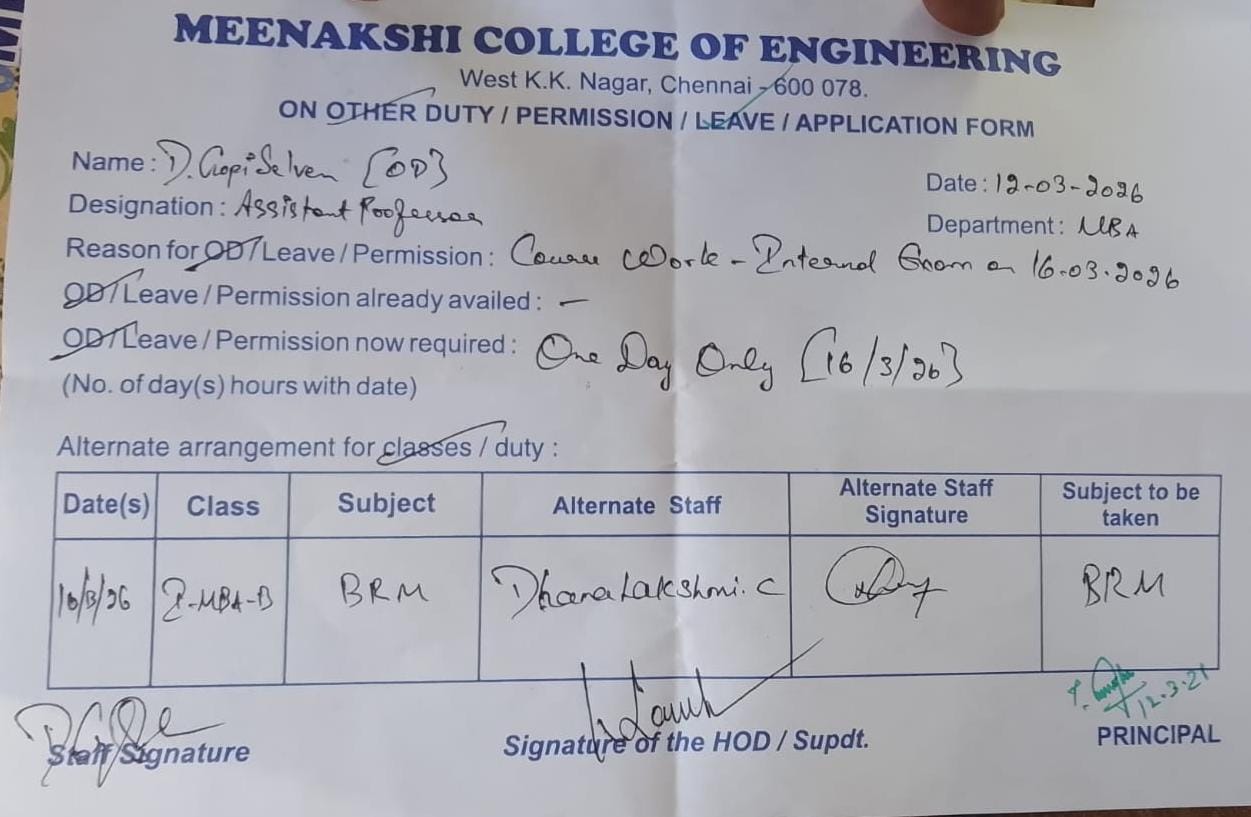 MEENAKSHI COLLEGE OF ENGINEERING
West K.K. Nagar, Chennai - 600 078.
ON OTHER DUTY / PERMISSION / LEAVE / APPLICATION FORM
Name : D. Gopi Selven [OD]
Date : 12-03-2026
Designation : Assistant Professor
Department : MBA
Reason for OD / Leave / Permission : Course Work - Internal Exam on 16.03.2026
OD / Leave / Permission already availed : -
OD / Leave / Permission now required : One Day Only [16/3/26]
(No. of day(s) hours with date)
Alternate arrangement for classes / duty :
Date(s) Class Subject Alternate Staff Alternate Staff Signature Subject to be taken
16/3/26 I-MBA-B BRM Dhanalakshmi. C BRM
12.3.21
Staff Signature Signature of the HOD / Supdt. PRINCIPAL